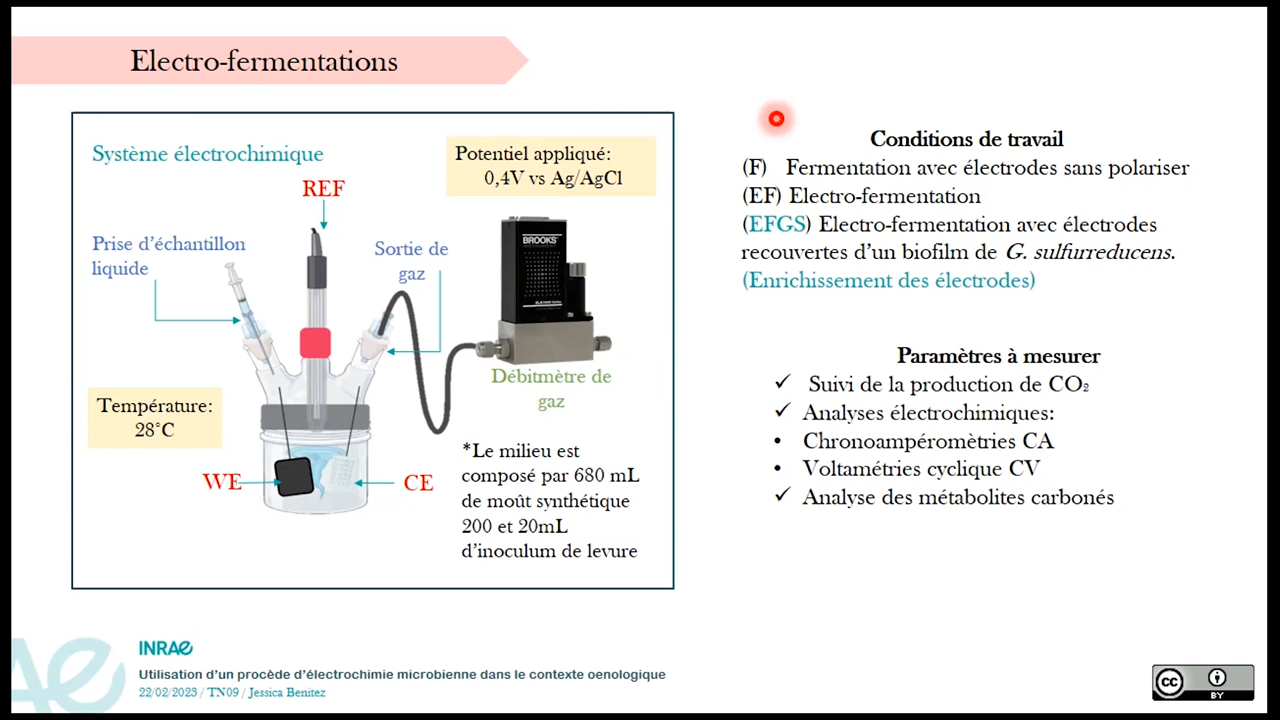 Electro-fermentations
Système électrochimique
Potentiel appliqué:
0,4V vs Ag/AgCl
REF
Prise d'échantillon
liquide
Sortie de
gaz
BROOKS
Débitmètre de
gaz
Température:
28°C
WE
CE
*Le milieu est
composé par 680 mL
de moût synthétique
200 et 20mL
d'inoculum de levure
Conditions de travail
(F) Fermentation avec électrodes sans polariser
(EF) Electro-fermentation
(EFGS) Electro-fermentation avec électrodes
recouvertes d'un biofilm de G. sulfurreducens.
(Enrichissement des électrodes)
Paramètres à mesurer
✓ Suivi de la production de CO₂
✓ Analyses électrochimiques:
• Chronoampéromètries CA
• Voltamétries cyclique CV
✓ Analyse des métabolites carbonés
INRAE
Utilisation d'un procède d'électrochimie microbienne dans le contexte oenologique
22/02/2023 / TN09 / Jessica Benitez
cc
BY